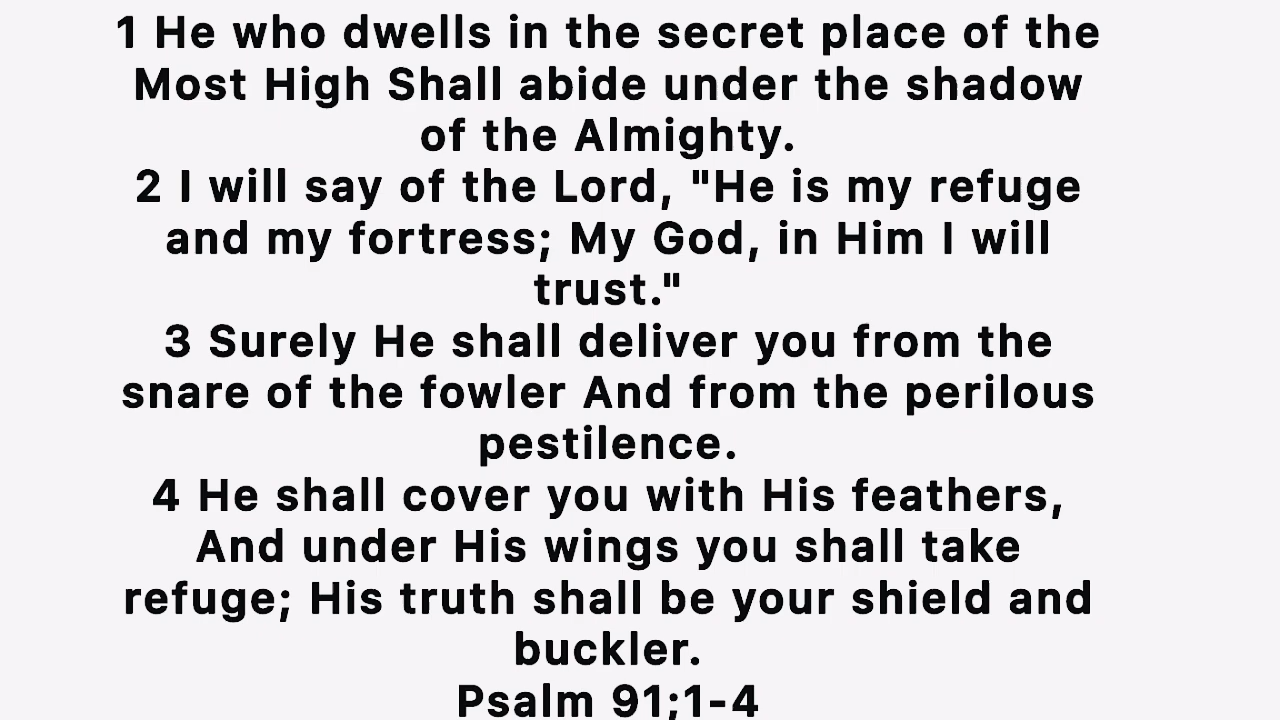 1 He who dwells in the secret place of the
Most High Shall abide under the shadow
of the Almighty.
2 I will say of the Lord, "He is my refuge
and my fortress; My God, in Him I will
trust."
3 Surely He shall deliver you from the
snare of the fowler And from the perilous
pestilence.
4 He shall cover you with His feathers,
And under His wings you shall take
refuge; His truth shall be your shield and
buckler.
Psalm 91;1-4